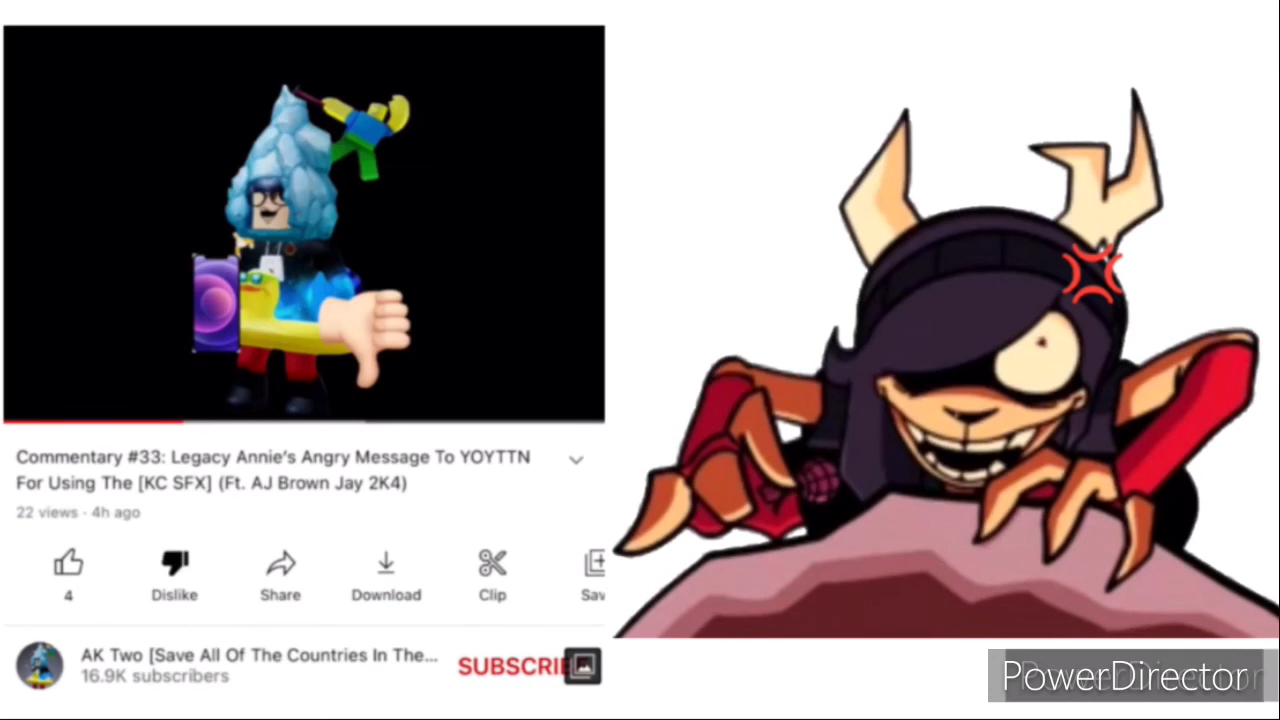 Commentary #33: Legacy Annie's Angry Message To YOYTTN
For Using The [KC SFX] (Ft. AJ Brown Jay 2K4)
22 views · 4h ago
4 Dislike Share Download Clip Sav
AK Two [Save All Of The Countries In The...
SUBSCRIB
16.9K subscribers
PowerDirector